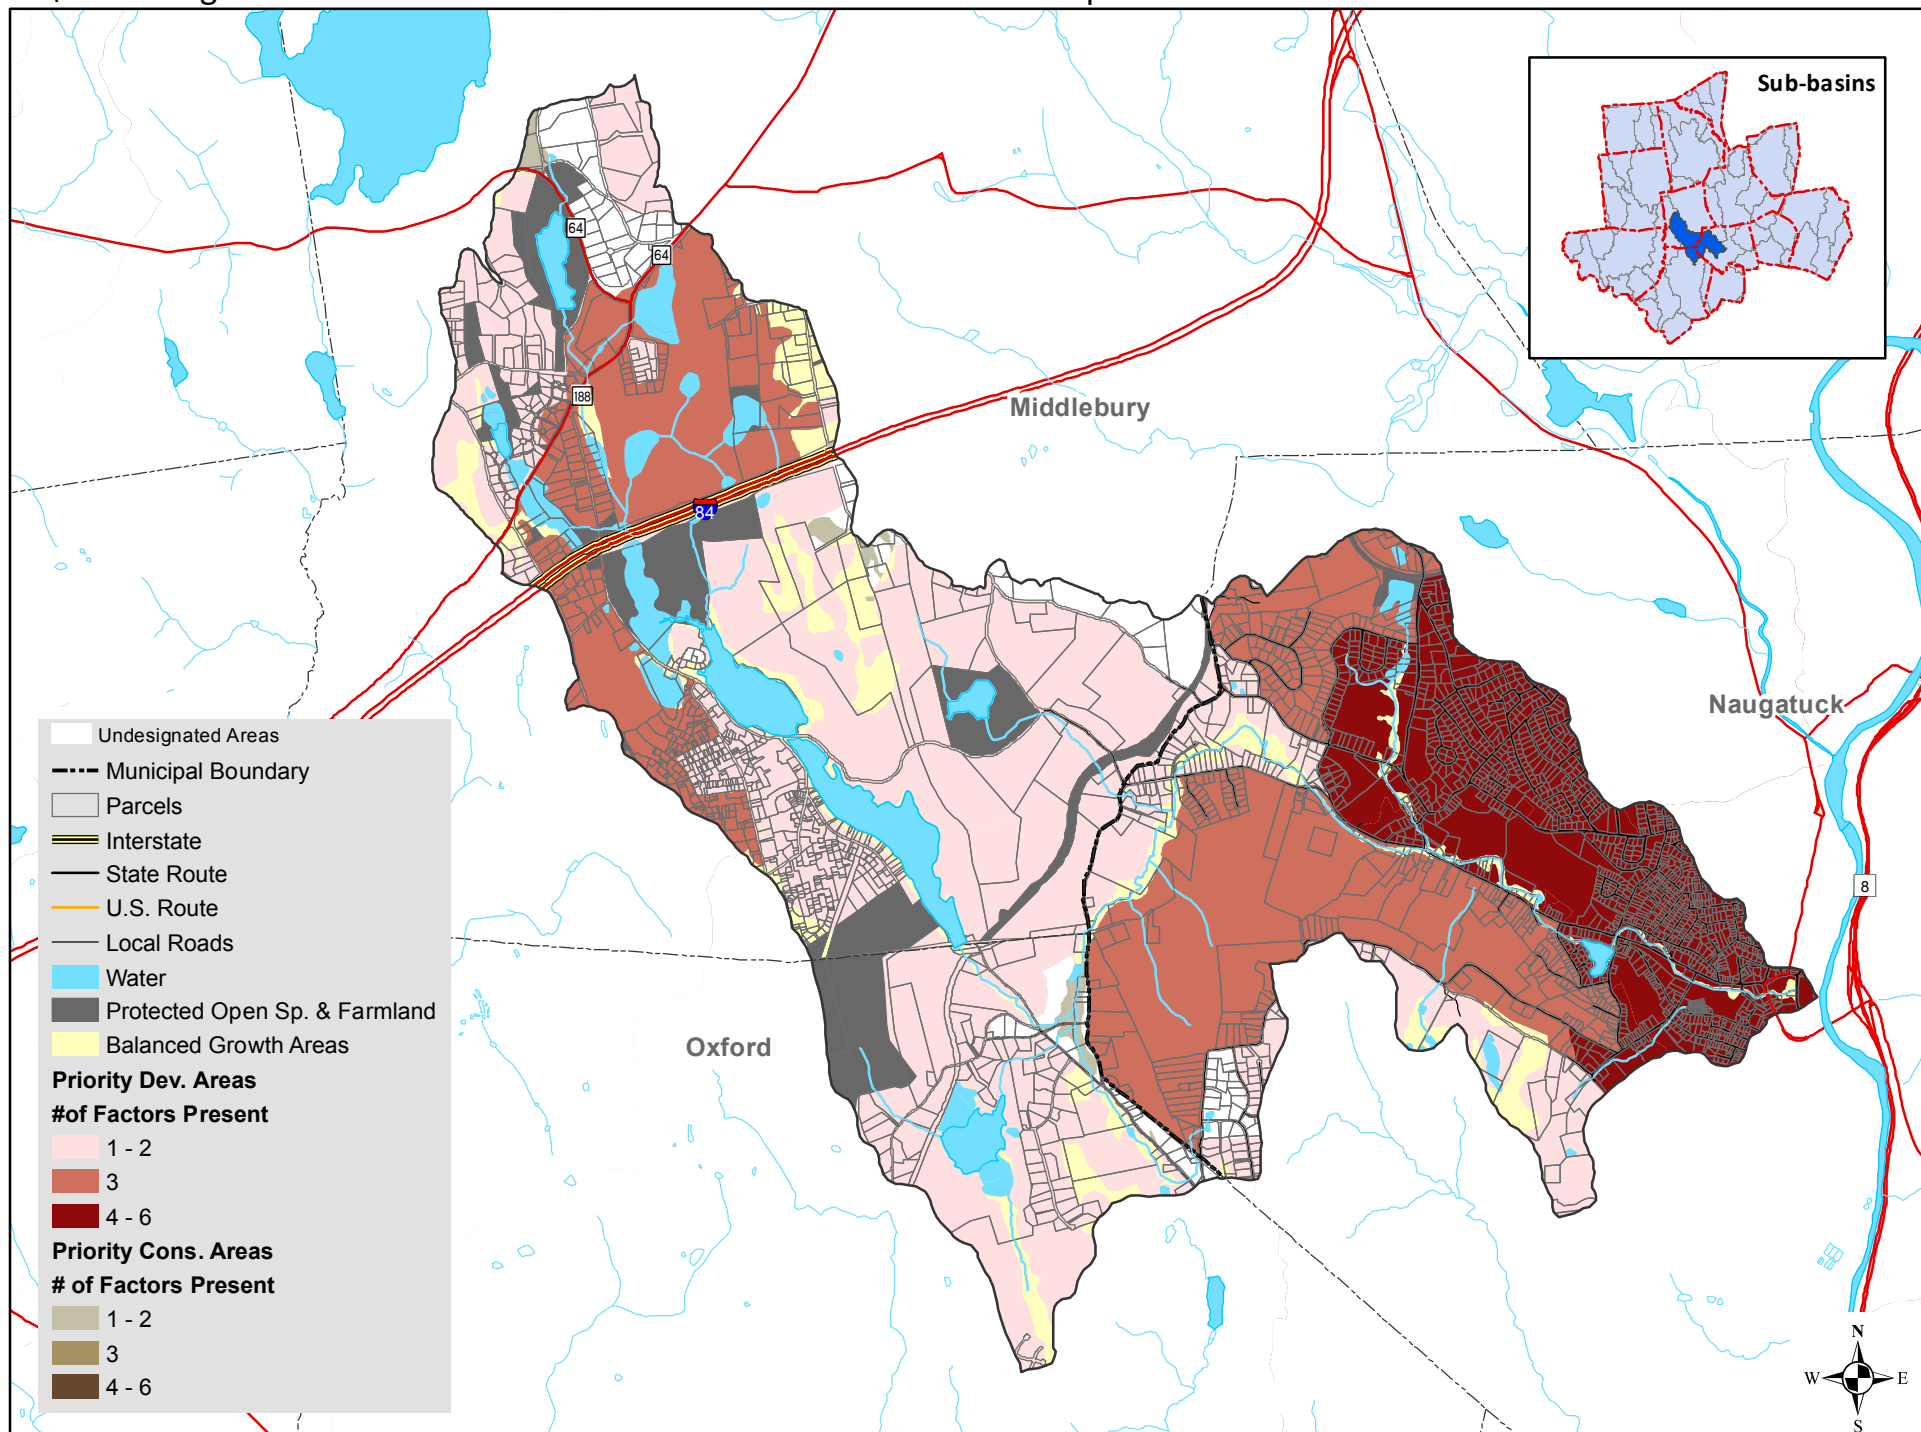 Sub-basins
64
64
188
Middlebury
84
Naugatuck
8
Oxford
Undesignated Areas
Municipal Boundary
Parcels
Interstate
State Route
U.S. Route
Local Roads
Water
Protected Open Sp. & Farmland
Balanced Growth Areas
Priority Dev. Areas
#of Factors Present
1 - 2
3
4 - 6
Priority Cons. Areas
# of Factors Present
1 - 2
3
4 - 6
N
W E
S